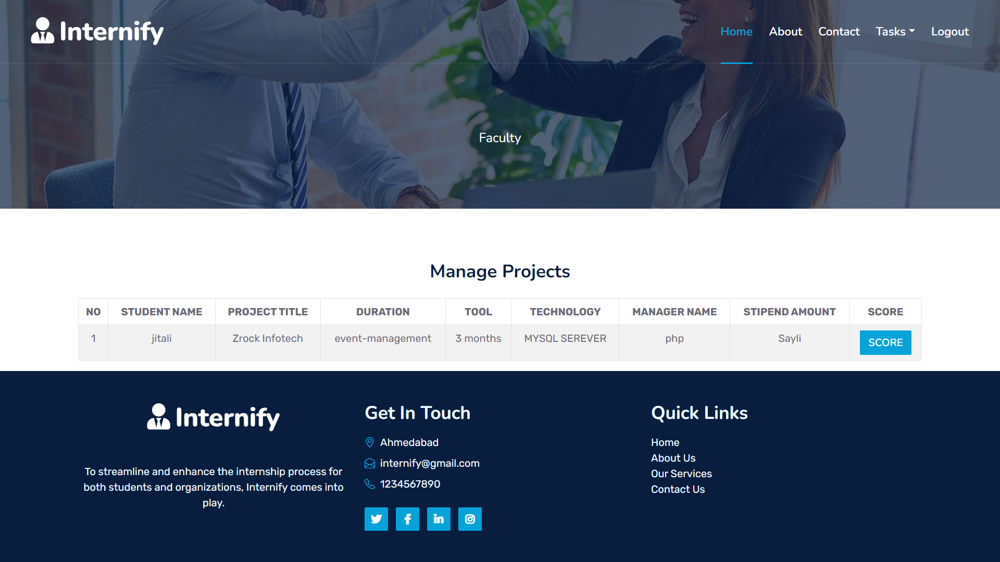 Internify
Home About Contact Tasks Logout
Faculty
Manage Projects
NO STUDENT NAME PROJECT TITLE DURATION TOOL TECHNOLOGY MANAGER NAME STIPEND AMOUNT SCORE
1 jitali Zrock Infotech event-management 3 months MYSQL SEREVER php Sayli SCORE
Internify
To streamline and enhance the internship process for
both students and organizations, Internify comes into
play.
Get In Touch
Ahmedabad
internify@gmail.com
1234567890
Quick Links
Home
About Us
Our Services
Contact Us